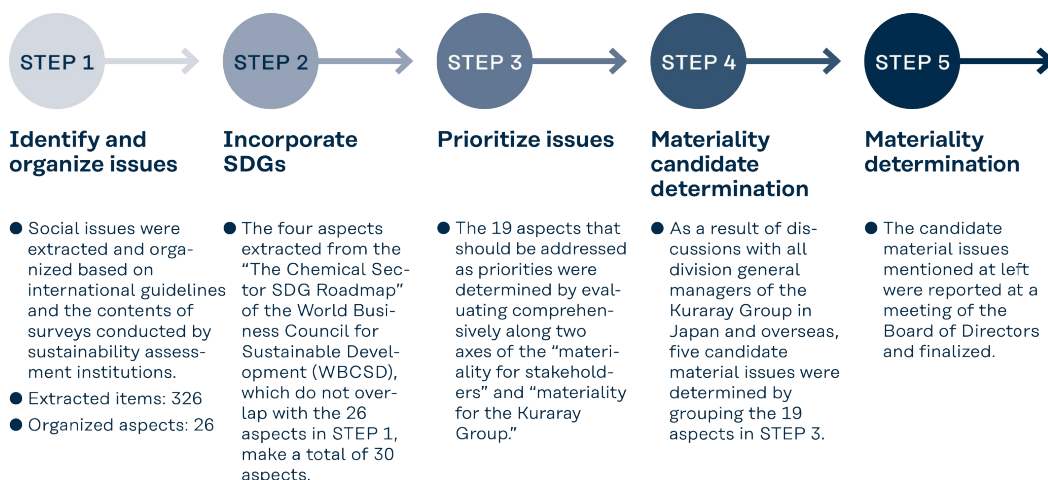 STEP 1
Identify and
organize issues
● Social issues were
extracted and orga-
nized based on
international guidelines
and the contents of
surveys conducted by
sustainability assess-
ment institutions.
● Extracted items: 326
● Organized aspects: 26
STEP 2
Incorporate
SDGs
● The four aspects
extracted from the
“The Chemical Sec-
tor SDG Roadmap”
of the World Busi-
ness Council for
Sustainable Devel-
opment (WBCSD),
which do not over-
lap with the 26
aspects in STEP 1,
make a total of 30
aspects.
STEP 3
Prioritize issues
● The 19 aspects that
should be addressed
as priorities were
determined by eval-
uating comprehen-
sively along two
axes of the “materi-
ality for stakehold-
ers” and “materiality
for the Kuraray
Group.”
STEP 4
Materiality
candidate
determination
● As a result of dis-
cussions with all
division general
managers of the
Kuraray Group in
Japan and overseas,
five candidate
material issues were
determined by
grouping the 19
aspects in STEP 3.
STEP 5
Materiality
determination
● The candidate
material issues
mentioned at left
were reported at a
meeting of the
Board of Directors
and finalized.